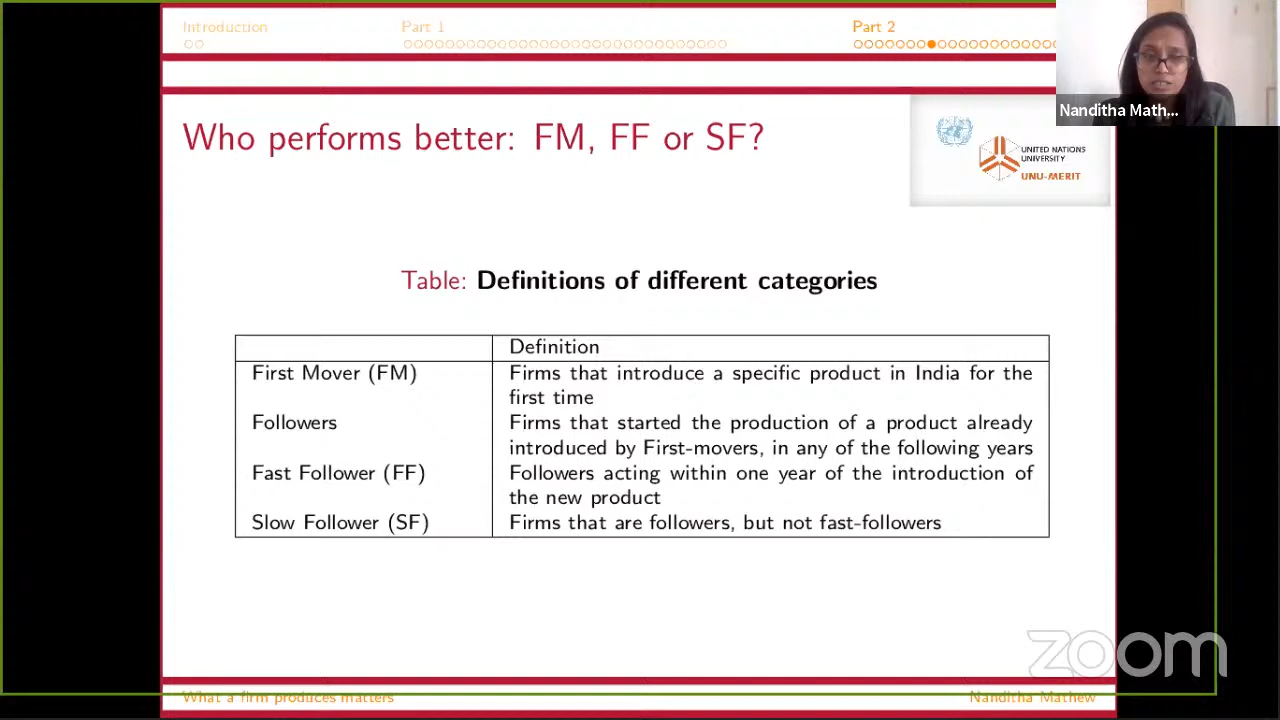 Introduction
Part 1
Part 2
Nanditha Math...
Who performs better: FM, FF or SF?
UNITED NATIONS
UNIVERSITY
UNU-MERIT
Table: Definitions of different categories
Definition
First Mover (FM)
Firms that introduce a specific product in India for the
first time
Followers
Firms that started the production of a product already
introduced by First-movers, in any of the following years
Fast Follower (FF)
Followers acting within one year of the introduction of
the new product
Slow Follower (SF)
Firms that are followers, but not fast-followers
zoom
What a firm produces matters
Nanditha Mathew